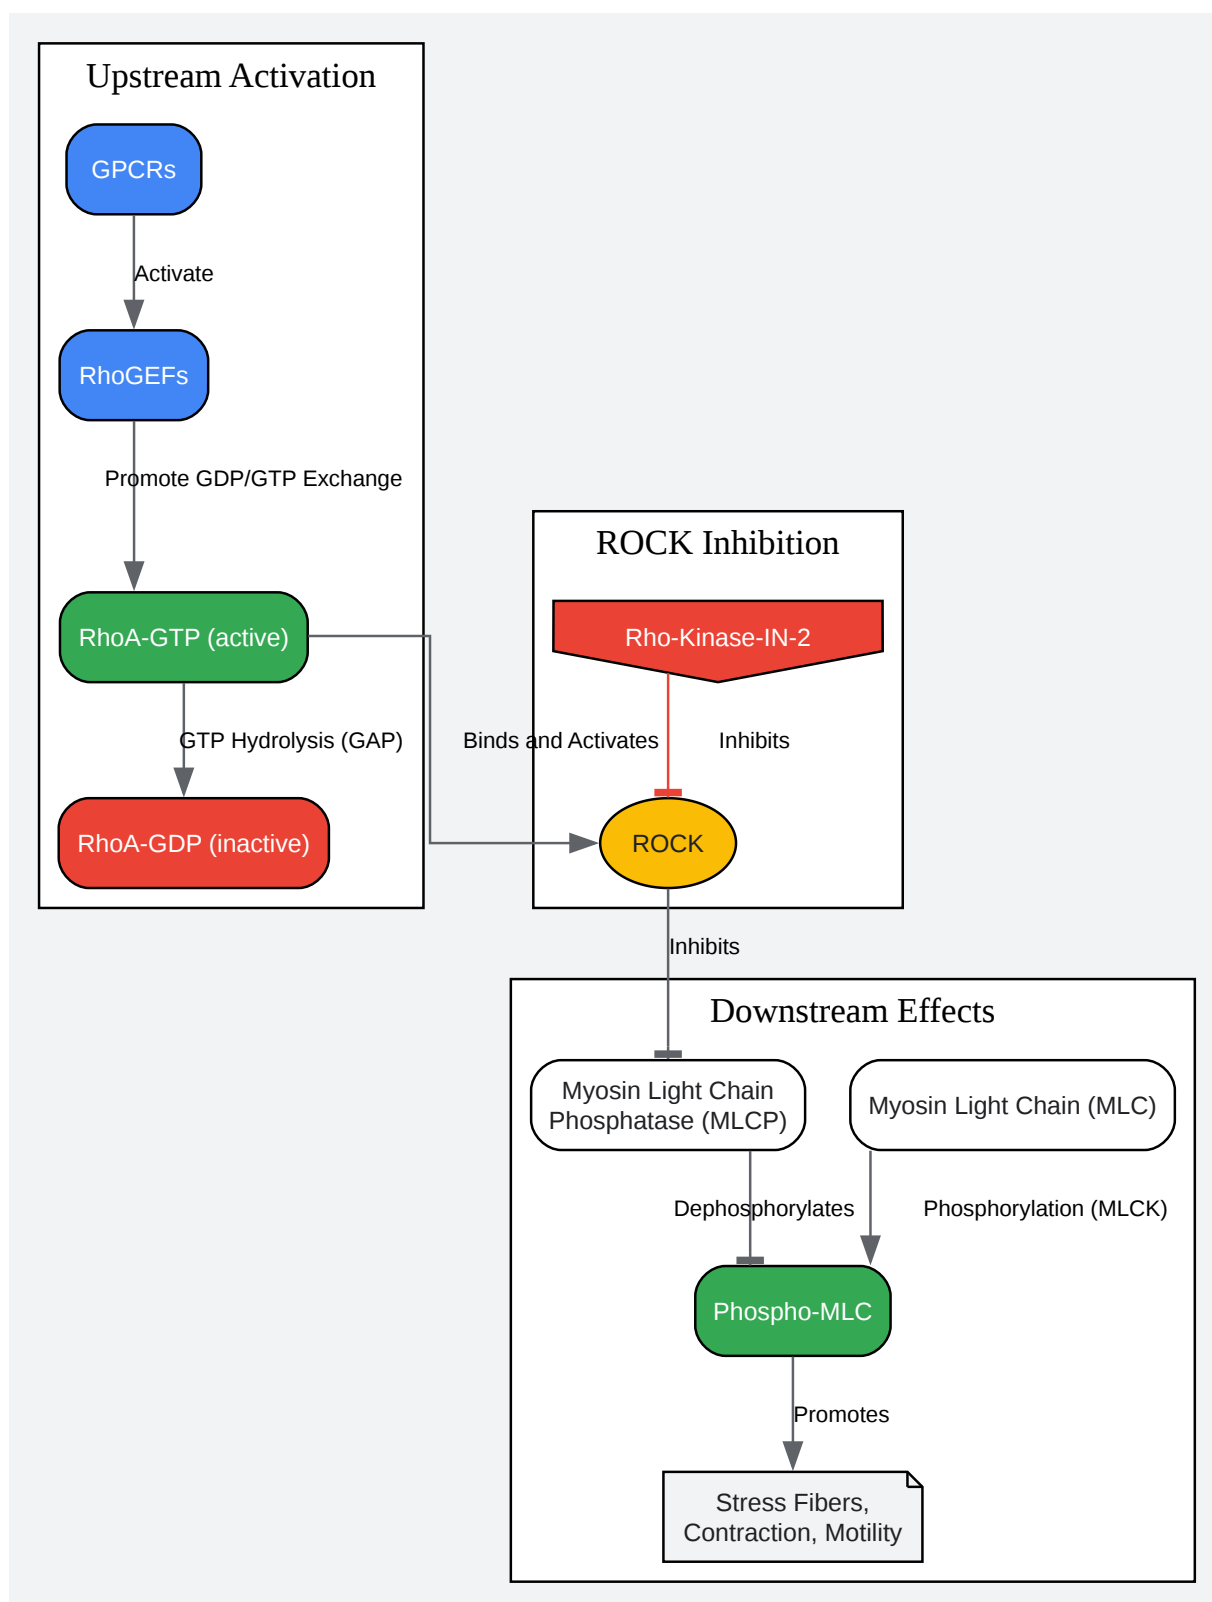 Upstream Activation
GPCRs
Activate
RhoGEFs
Promote GDP/GTP Exchange
RhoA-GTP (active)
GTP Hydrolysis (GAP)
RhoA-GDP (inactive)
ROCK Inhibition
Rho-Kinase-IN-2
Binds and Activates
Inhibits
ROCK
Inhibits
Downstream Effects
Myosin Light Chain
Phosphatase (MLCP)
Myosin Light Chain (MLC)
Dephosphorylates
Phosphorylation (MLCK)
Phospho-MLC
Promotes
Stress Fibers,
Contraction, Motility